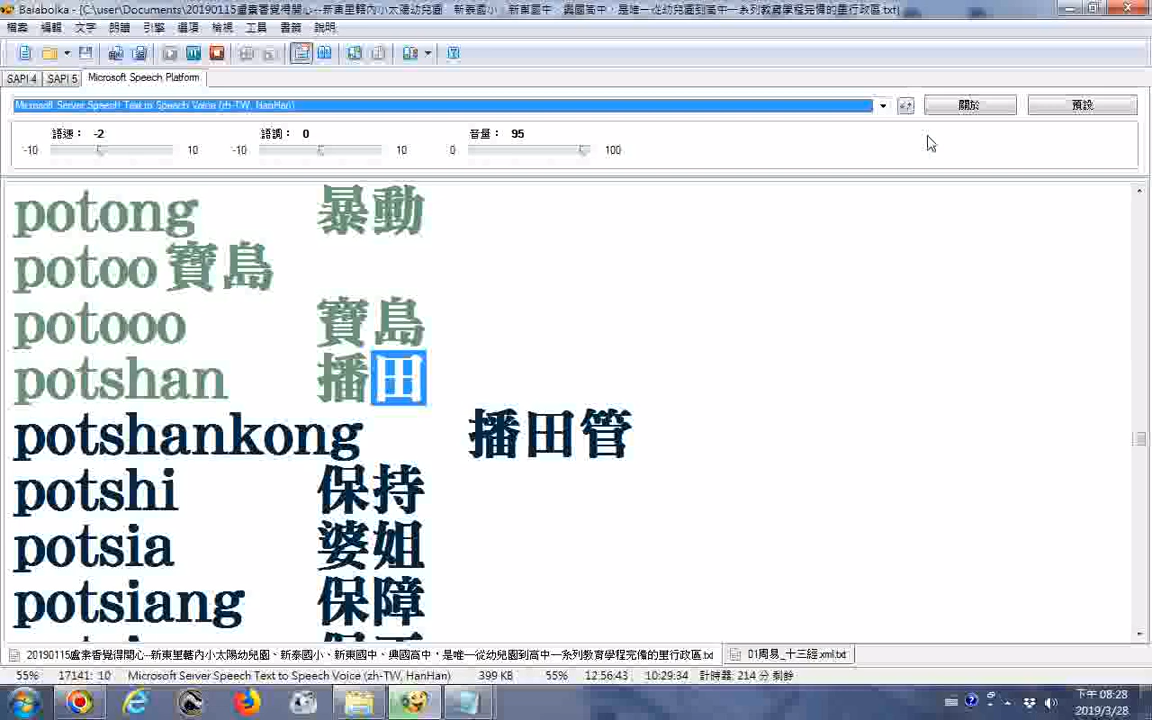 Balabolka - [C:\user\Documents\20190115盧素香覺得開心--新東里轄內小太陽幼兒園、新泰國小、新東國中、興國高中，是唯一從幼兒園到高中一系列教育學程完備的里行政區.txt]
檔案 編輯 文字 朗讀 引擎 選項 檢視 工具 書籤 說明
SAPI 4 SAPI 5 Microsoft Speech Platform
Microsoft Server Speech Text to Speech Voice (zh-TW, HanHan) 關於 預設
語速： -2 語調： 0 音量： 95
-10 10 -10 10 0 100
potong 暴動
potoo 寶島
potooo 寶島
potshan 播田
potshankong 播田管
potshi 保持
potsia 婆姐
potsiang 保障
20190115盧素香覺得開心--新東里轄內小太陽幼兒園、新泰國小、新東國中、興國高中，是唯一從幼兒園到高中一系列教育學程完備的里行政區.txt 01周易_十三經.xml.txt
55% 17141: 10 Microsoft Server Speech Text to Speech Voice (zh-TW, HanHan) 399 KB 55% 12:56:43 10:29:34 計時器: 214 分 剩餘
下午 08:28
2019/3/28